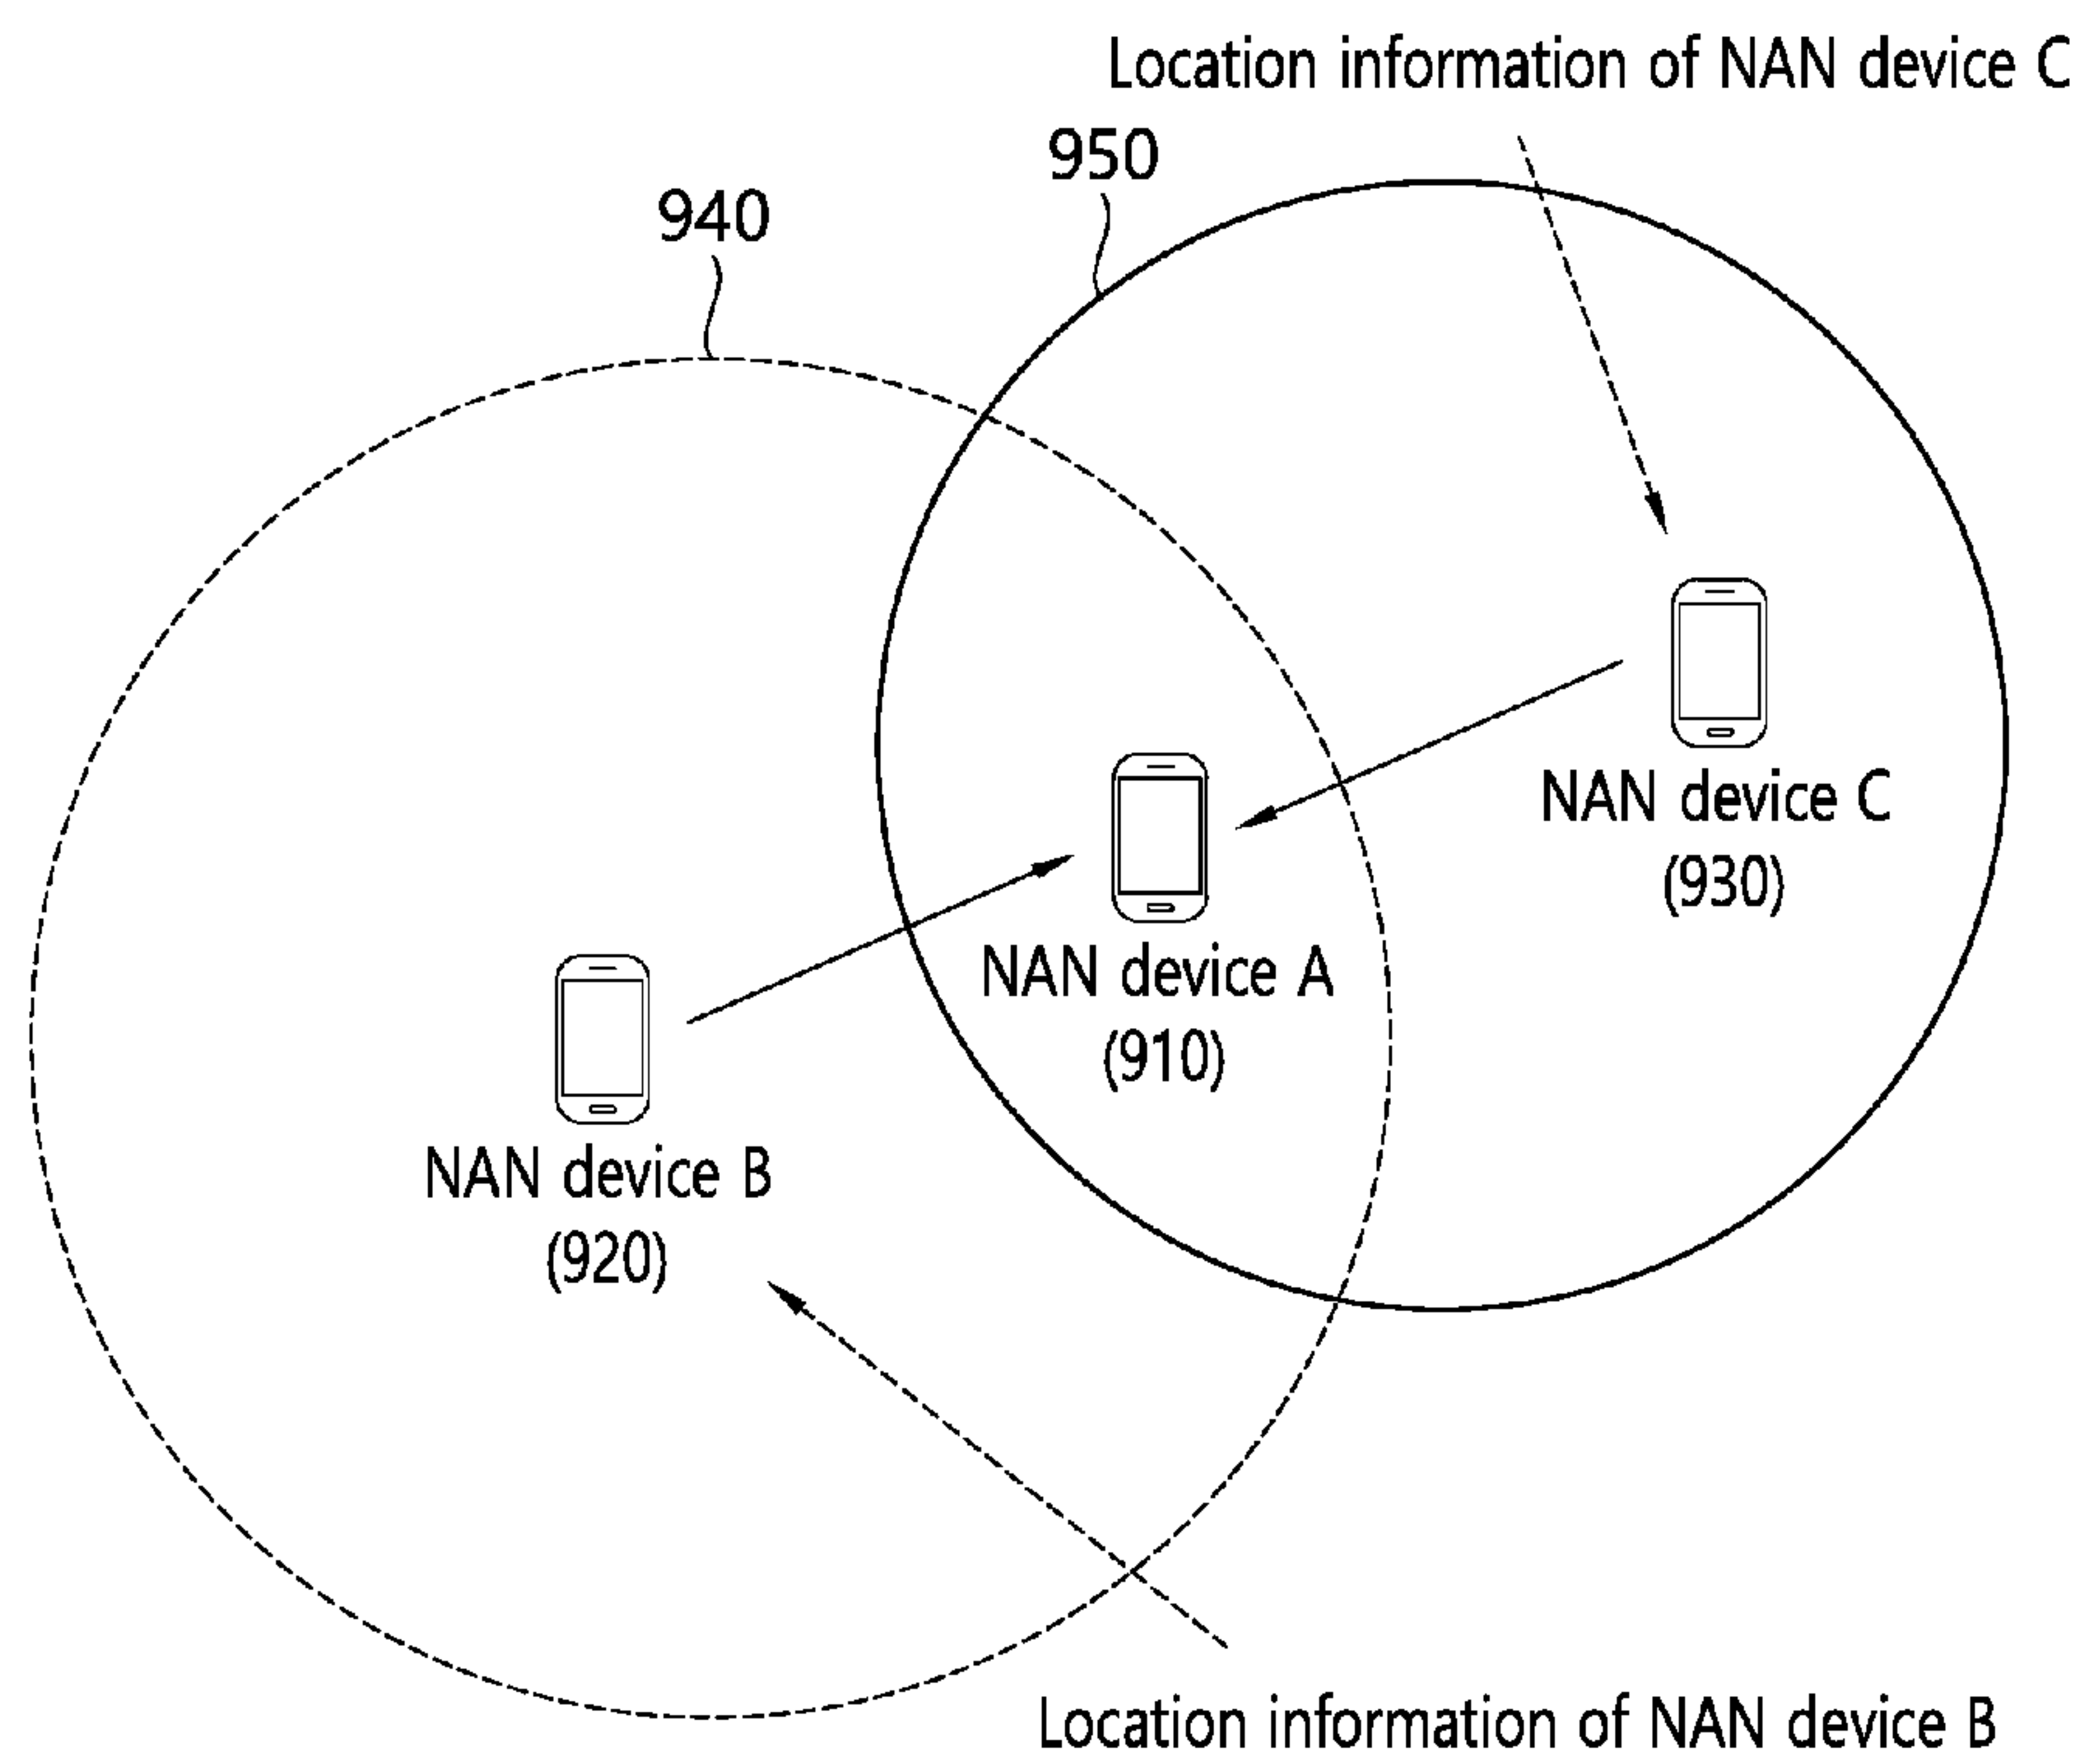 Location information of NAN device C
950
940
NAN device C
(930)
NAN device A
(910)
NAN device B
(920)
Location information of NAN device B